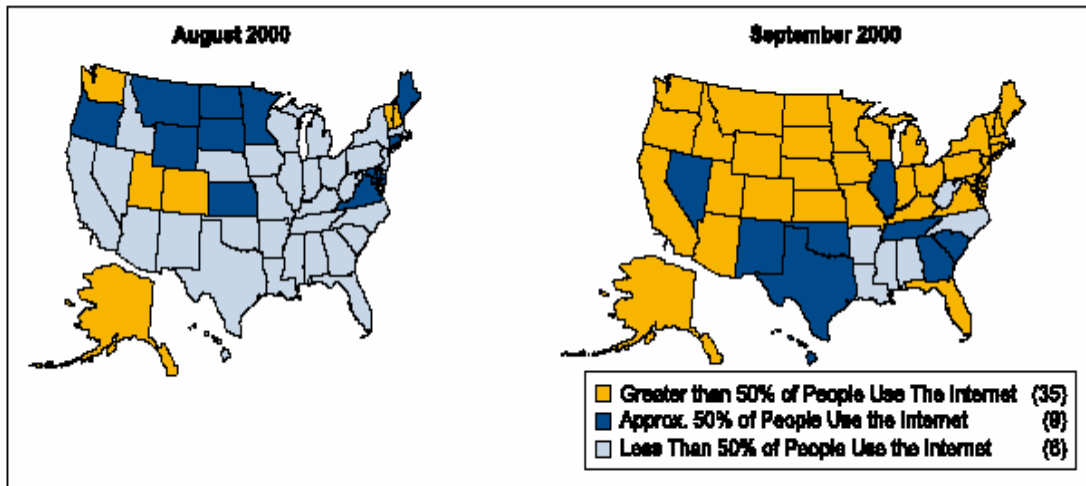 August 2000
September 2000
Greater than 50% of People Use The Internet {35}
Approx. 50% of People Use the Internet {9}
Less Than 50% of People Use the Internet {6}